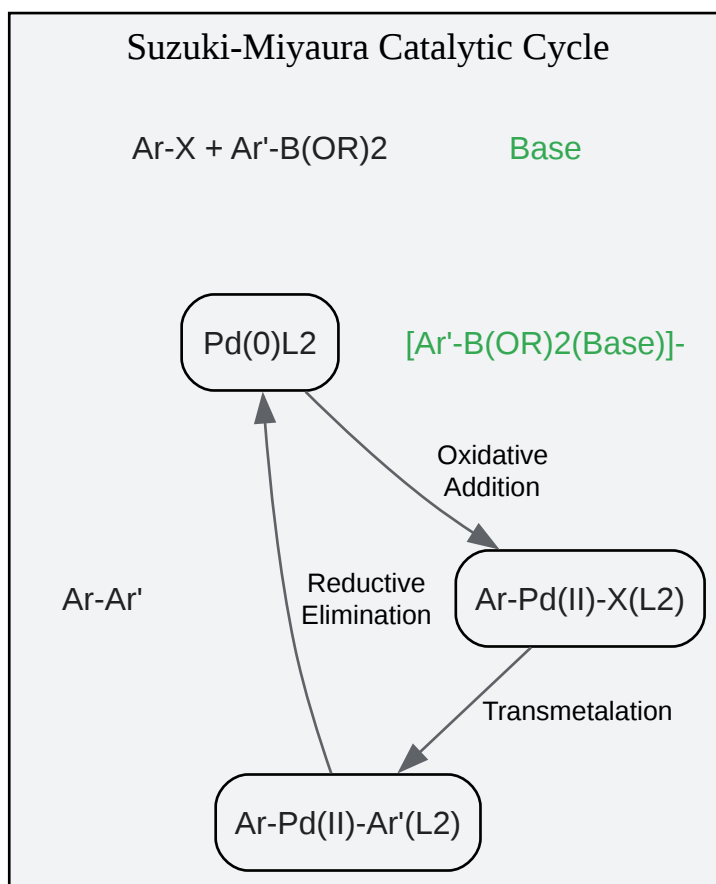 Suzuki-Miyaura Catalytic Cycle
Ar-X + Ar'-B(OR)2
Base
Pd(0)L2
[Ar'-B(OR)2(Base)]-
Oxidative
Addition
Reductive
Elimination
Ar-Ar'
Ar-Pd(II)-X(L2)
Transmetalation
Ar-Pd(II)-Ar'(L2)